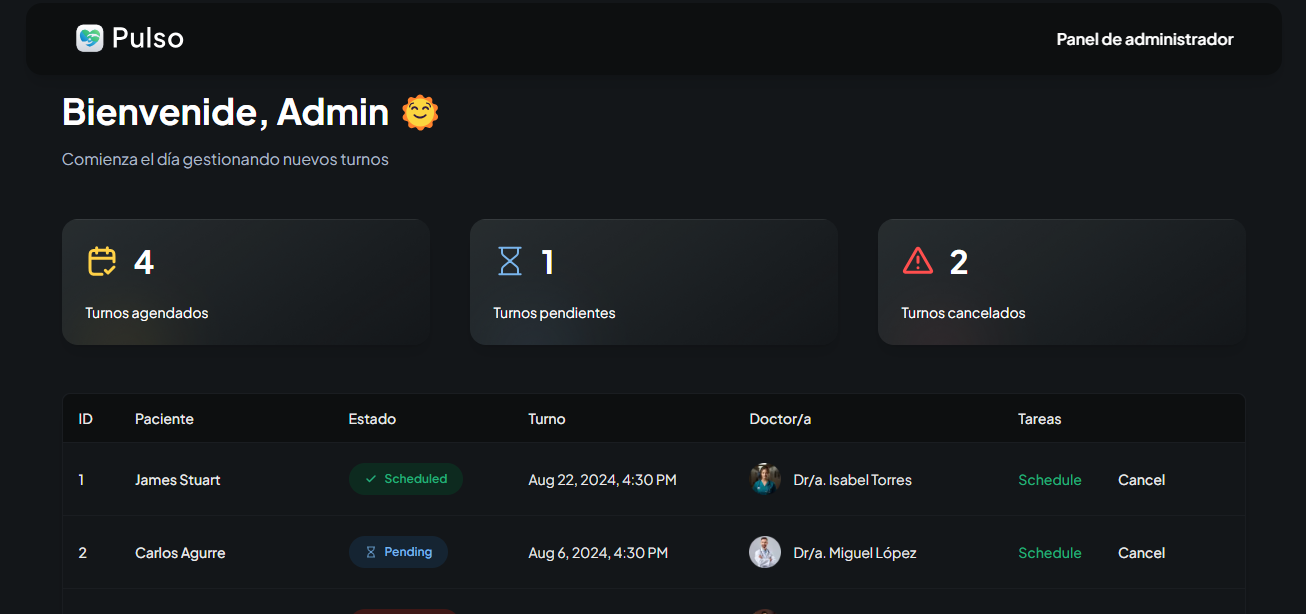 Pulso
Panel de administrador
Bienvenide, Admin
Comienza el día gestionando nuevos turnos
4
Turnos agendados
1
Turnos pendientes
2
Turnos cancelados
ID Paciente Estado Turno Doctor/a Tareas
1 James Stuart Scheduled Aug 22, 2024, 4:30 PM Dr/a. Isabel Torres Schedule Cancel
2 Carlos Agurre Pending Aug 6, 2024, 4:30 PM Dr/a. Miguel López Schedule Cancel